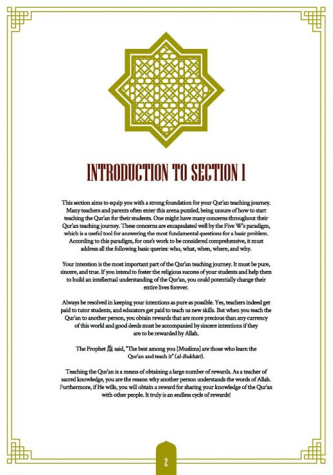 INTRODUCTION TO SECTION I
This section aims to equip you with a strong foundation for your Qur'an teaching journey.
Many teachers and parents often enter this arena puzzled, being unsure of how to start
teaching the Qur'an for their students. One might have many concerns throughout their
Qur'an teaching journey. These concerns are encapsulated well by the Five W's paradigm,
which is a useful tool for answering the most fundamental questions for a basic problem.
According to this paradigm, for one's work to be considered comprehensive, it must
address all the following basic queries: who, what, when, where, and why.
Your intention is the most important part of the Qur'an teaching journey. It must be pure,
sincere, and true. If you intend to foster the religious success of your students and help them
to build an intellectual understanding of the Qur'an, you could potentially change their
entire lives forever.
Always be resolved in keeping your intentions as pure as possible. Yes, teachers indeed get
paid to tutor students, and educators get paid to teach us new skills. But when you teach the
Qur'an to another person, you obtain rewards that are more precious than any currency
of this world and good deeds must be accompanied by sincere intentions if they
are to be rewarded by Allah.
The Prophet ﷺ said, "The best among you [Muslims] are those who learn the
Qur'an and teach it" (al-Bukhārī).
Teaching the Qur'an is a means of obtaining a large number of rewards. As a teacher of
sacred knowledge, you are the reason why another person understands the words of Allah.
Furthermore, if He wills, you will obtain a reward for sharing your knowledge of the Qur'an
with other people. It truly is an endless cycle of rewards!
2